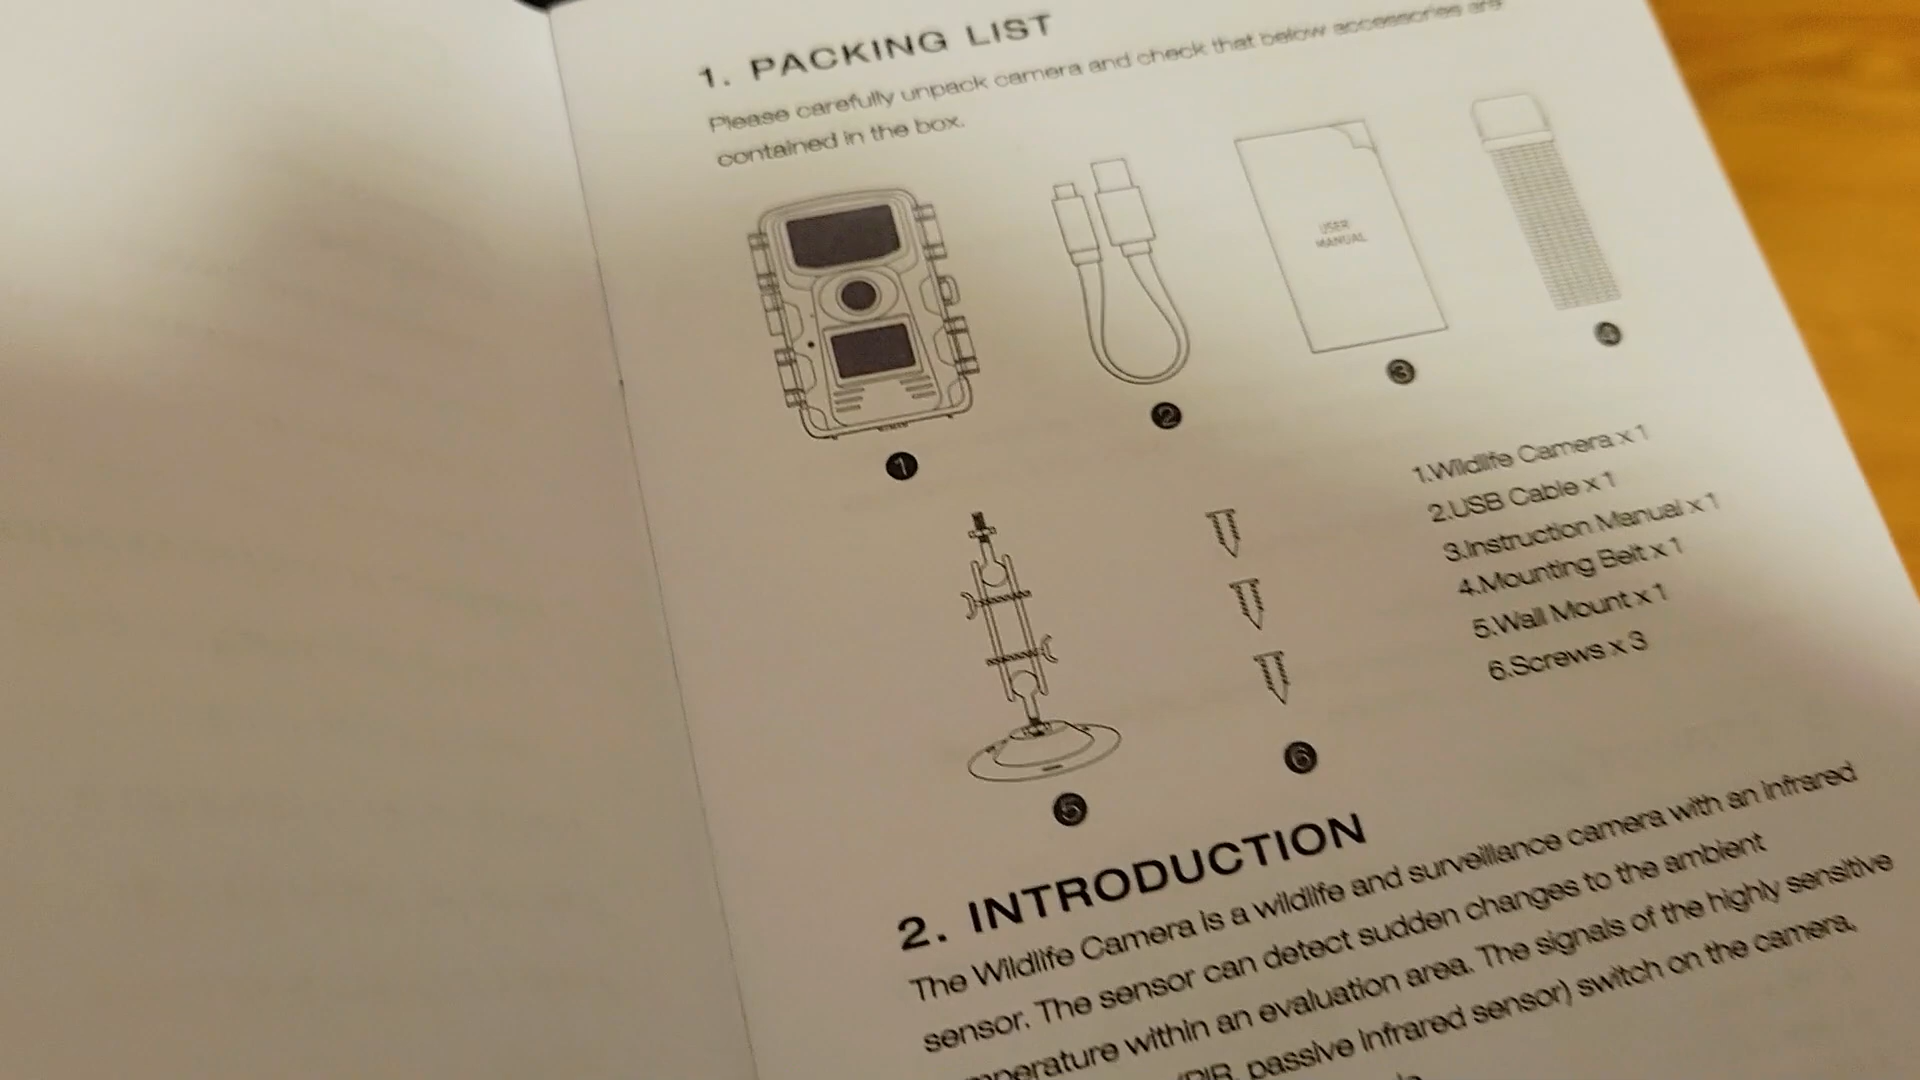 1. PACKING LIST
Please carefully unpack camera and check that below accessories are
contained in the box.
USER
MANUAL
1
2
3
4
5
6
1.Wildlife Camera x 1
2.USB Cable x 1
3.Instruction Manual x 1
4.Mounting Belt x 1
5.Wall Mount x 1
6.Screws x 3
2. INTRODUCTION
The Wildlife Camera is a wildlife and surveillance camera with an infrared
sensor. The sensor can detect sudden changes to the ambient
mperature within an evaluation area. The signals of the highly sensitive
(PIR, passive infrared sensor) switch on the camera,